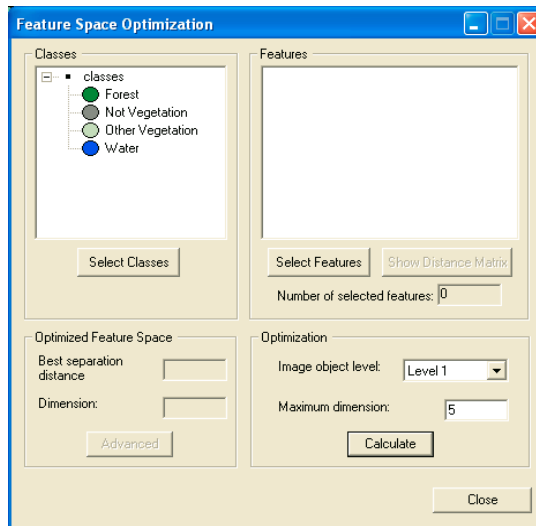 Feature Space Optimization
Classes
classes
Forest
Not Vegetation
Other Vegetation
Water
Select Classes
Features
Select Features
Show Distance Matrix
Number of selected features: 0
Optimized Feature Space
Best separation
distance
Dimension:
Advanced
Optimization
Image object level: Level 1
Maximum dimension: 5
Calculate
Close